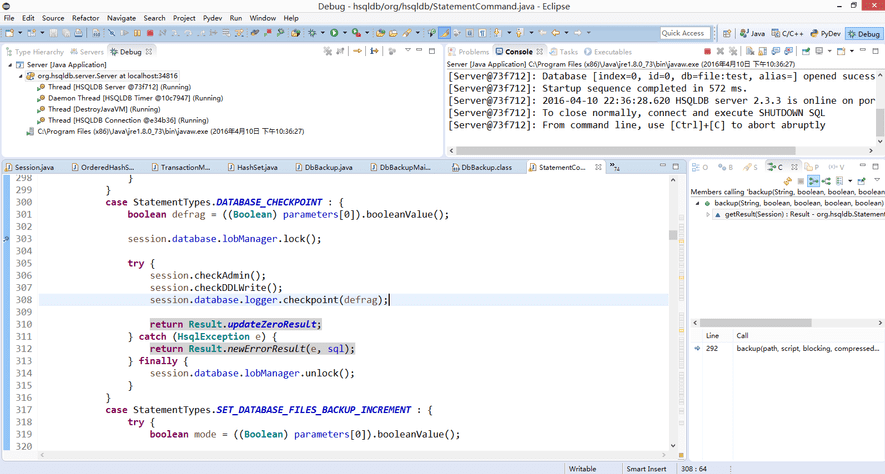 Debug - hsqldb/org/hsqldb/StatementCommand.java - Eclipse
File Edit Source Refactor Navigate Search Project Pydev Run Window Help
Quick Access Java C/C++ PyDev Debug
Type Hierarchy Servers Debug
Server [Java Application]
org.hsqldb.server.Server at localhost:34816
Thread [HSQLDB Server @73f712] (Running)
Daemon Thread [HSQLDB Timer @10c7947] (Running)
Thread [DestroyJavaVM] (Running)
Thread [HSQLDB Connection @e34b36] (Running)
C:\Program Files (x86)\Java\jre1.8.0_73\bin\javaw.exe (2016年4月10日 下午10:36:27)
Problems Console Tasks Executables
Server [Java Application] C:\Program Files (x86)\Java\jre1.8.0_73\bin\javaw.exe (2016年4月10日 下午10:36:27)
[Server@73f712]: Database [index=0, id=0, db=file:test, alias=] opened sucess
[Server@73f712]: Startup sequence completed in 572 ms.
[Server@73f712]: 2016-04-10 22:36:28.620 HSQLDB server 2.3.3 is online on por
[Server@73f712]: To close normally, connect and execute SHUTDOWN SQL
[Server@73f712]: From command line, use [Ctrl]+[C] to abort abruptly
Session.java OrderedHashS... TransactionM... HashSet.java DbBackup.java DbBackupMai... DbBackup.class StatementCo...
298 }
299 }
300 case StatementTypes.DATABASE_CHECKPOINT : {
301 boolean defrag = ((Boolean) parameters[0]).booleanValue();
302
303 session.database.lobManager.lock();
304
305 try {
306 session.checkAdmin();
307 session.checkDDLWrite();
308 session.database.logger.checkpoint(defrag);
309
310 return Result.updateZeroResult;
311 } catch (HsqlException e) {
312 return Result.newErrorResult(e, sql);
313 } finally {
314 session.database.lobManager.unlock();
315 }
316 }
317 case StatementTypes.SET_DATABASE_FILES_BACKUP_INCREMENT : {
318 try {
319 boolean mode = ((Boolean) parameters[0]).booleanValue();
320
O B S C P V
Members calling 'backup(String, boolean, boolean, boolean
backup(String, boolean, boolean, boolean, boolean)
getResult(Session) : Result - org.hsqldb.Statement
Line Call
292 backup(path, script, blocking, compressed...
Writable Smart Insert 308 : 64